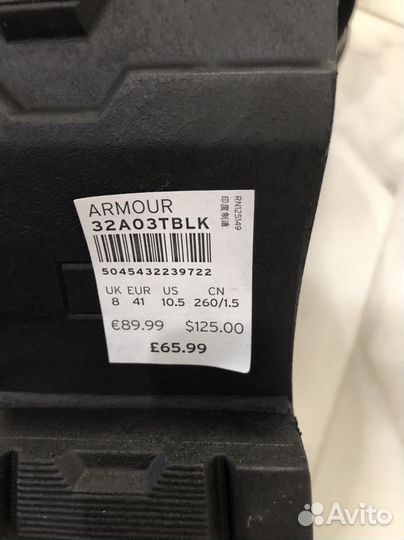 ARMOUR
32A03TBLK
5045432239722
UK EUR US CN
8 41 10.5 260/1.5
€89.99 $125.00
£65.99
RN125149
印度制造
Avito